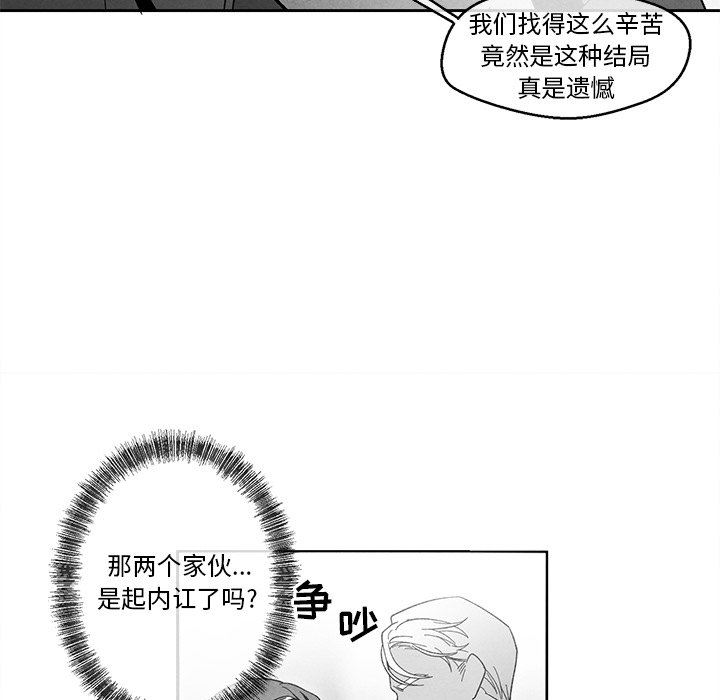 我们找得这么辛苦
竟然是这种结局
真是遗憾
那两个家伙...
是起内讧了吗?
争
吵